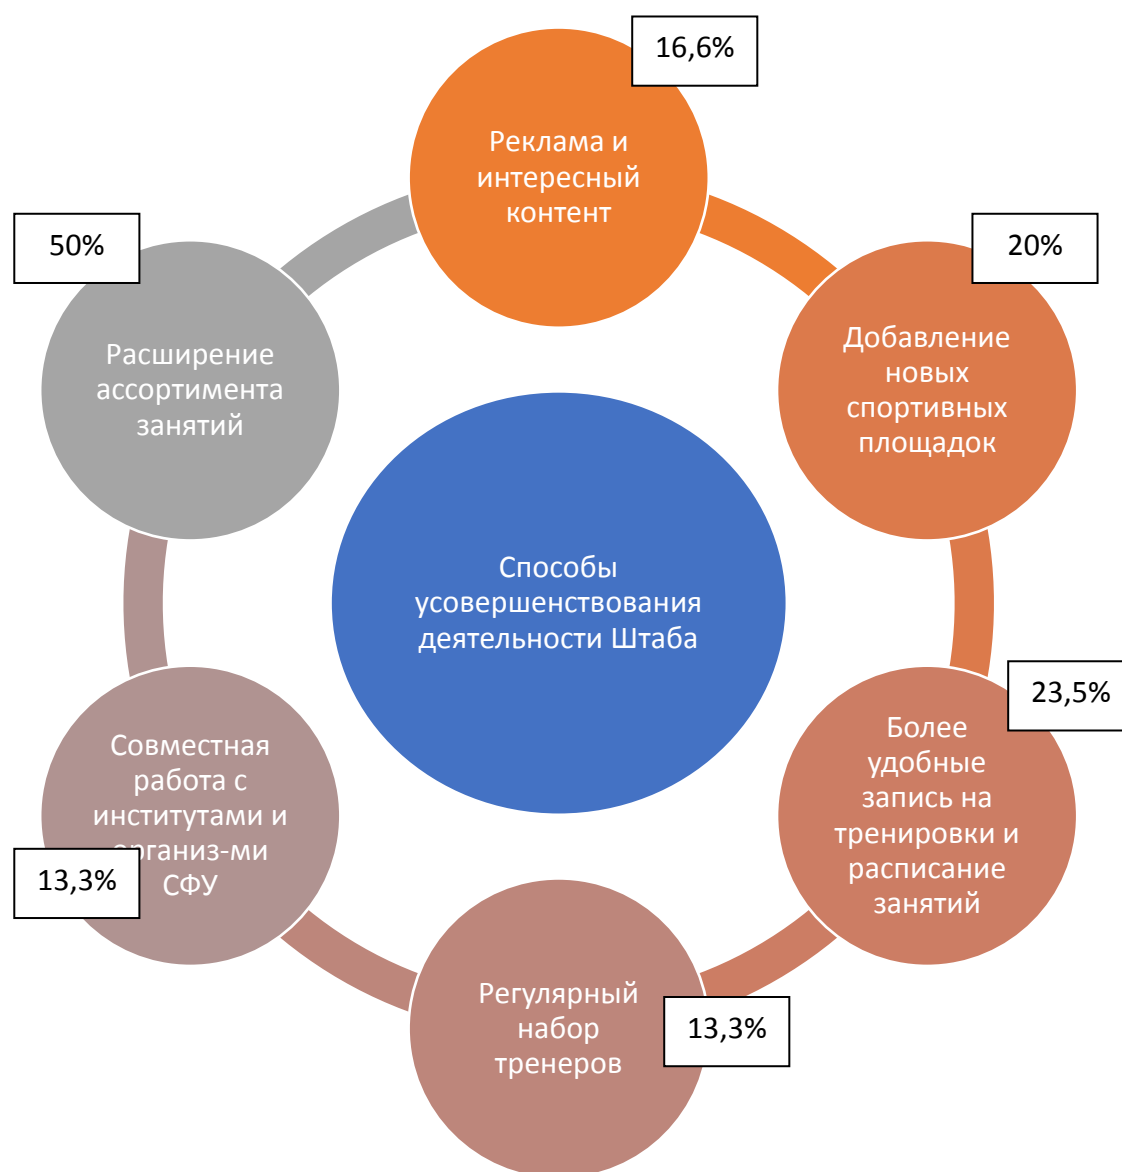 16,6%
Реклама и
интересный
контент
20%
Добавление
новых
спортивных
площадок
23,5%
Более
удобные
запись на
тренировки и
расписание
занятий
13,3%
Регулярный
набор
тренеров
13,3%
Совместная
работа с
институтами и
организ-ми
СФУ
50%
Расширение
ассортимента
занятий
Способы
усовершенствования
деятельности Штаба